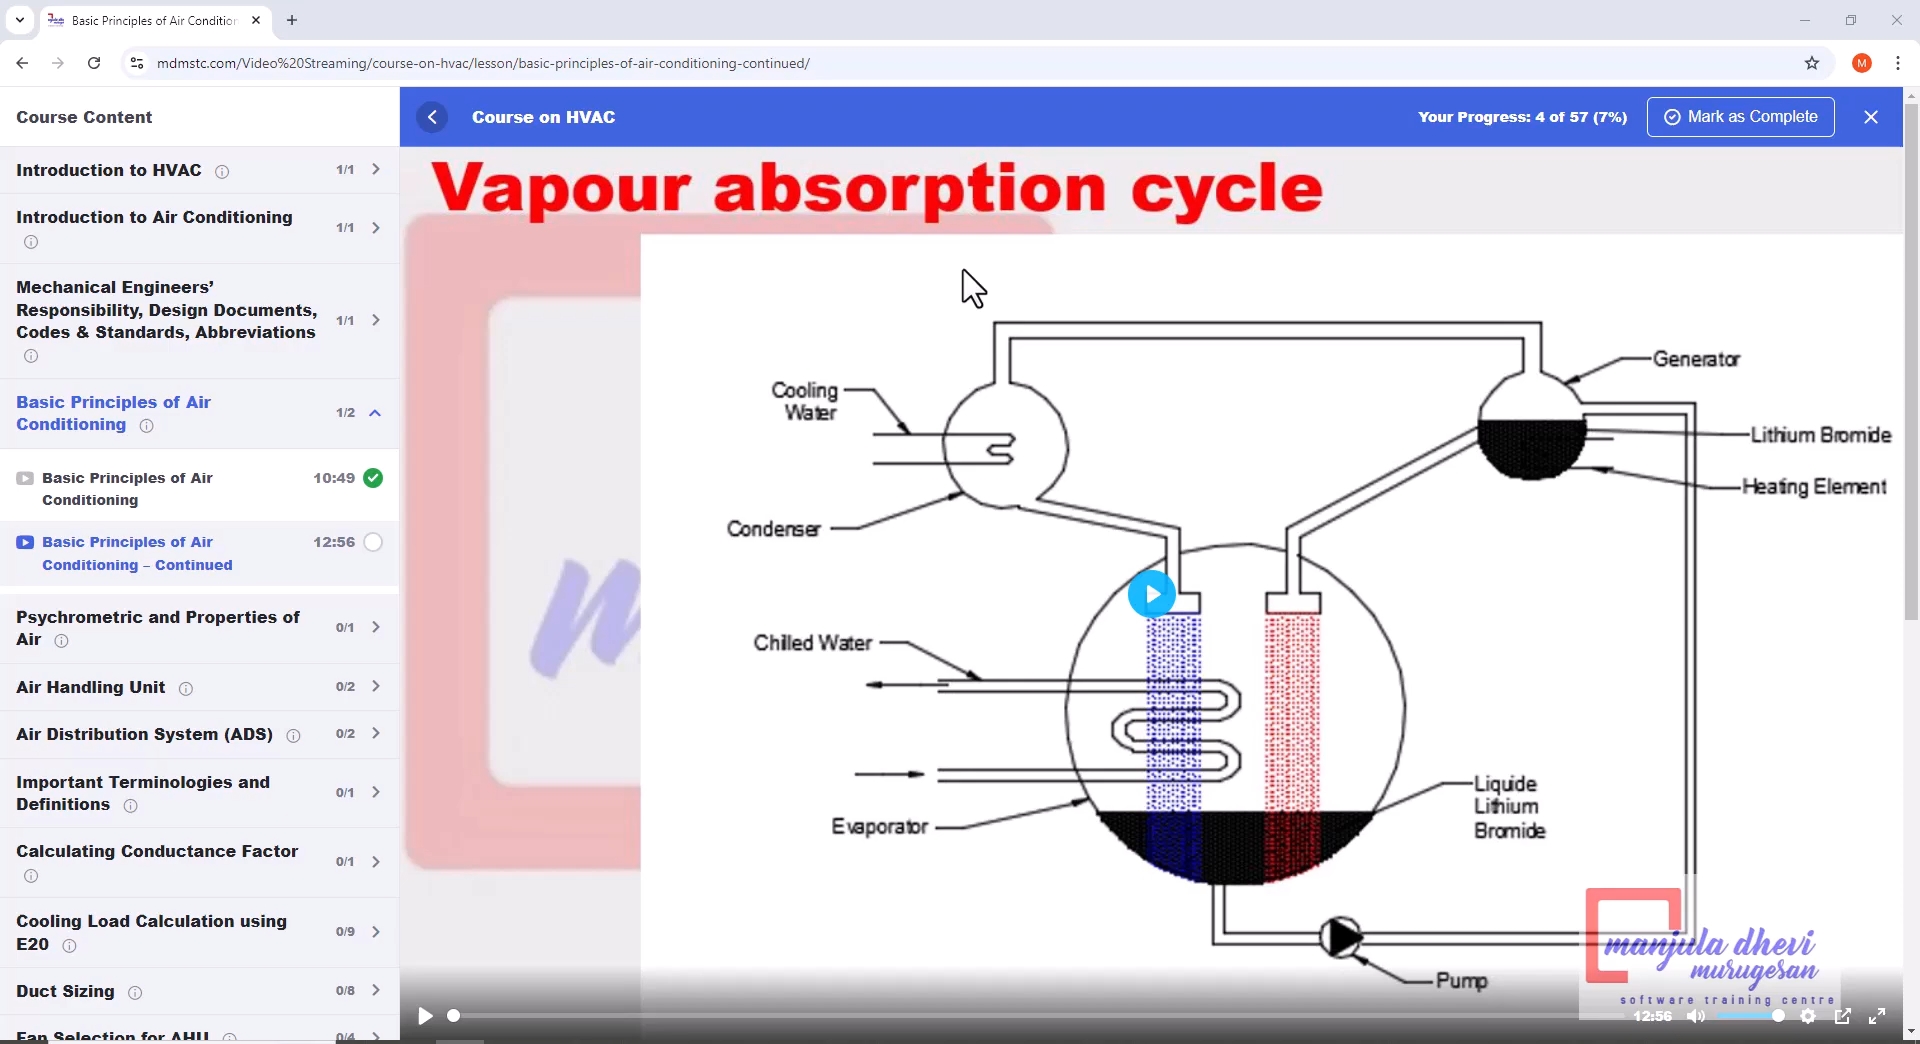 Basic Principles of Air Condition
mdmstc.com/Video%20Streaming/course-on-hvac/lesson/basic-principles-of-air-conditioning-continued/
M
Course Content
Course on HVAC
Your Progress: 4 of 57 (7%)
Mark as Complete
Introduction to HVAC
1/1
Introduction to Air Conditioning
1/1
Mechanical Engineers’
Responsibility, Design Documents,
Codes & Standards, Abbreviations
1/1
Basic Principles of Air
Conditioning
1/2
Basic Principles of Air
Conditioning
10:49
Basic Principles of Air
Conditioning – Continued
12:56
Psychrometric and Properties of
Air
0/1
Air Handling Unit
0/2
Air Distribution System (ADS)
0/2
Important Terminologies and
Definitions
0/1
Calculating Conductance Factor
0/1
Cooling Load Calculation using
E20
0/9
Duct Sizing
0/8
Fan Selection for AHU
0/4
Vapour absorption cycle
Cooling
Water
Generator
Lithium Bromide
Heating Element
Condenser
Chilled Water
Evaporator
Liquide
Lithium
Bromide
Pump
manjula dhevi
murugesan
software training centre
12:56